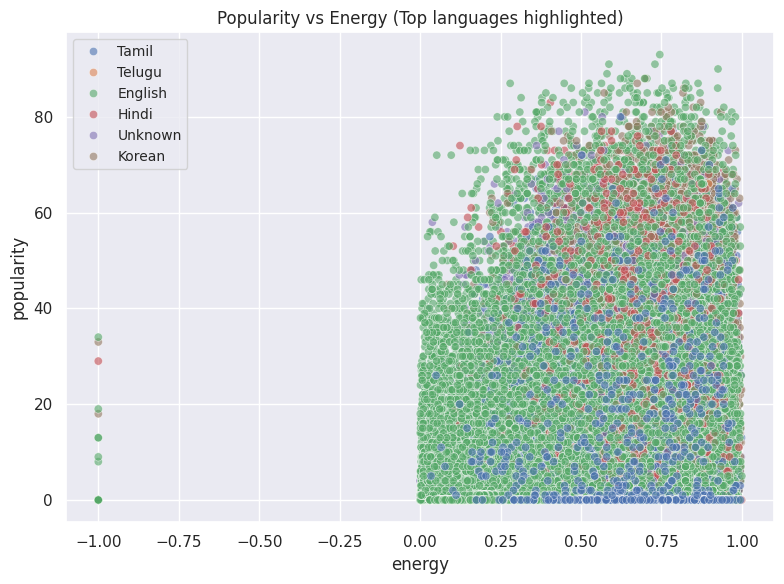 Popularity vs Energy (Top languages highlighted)
Tamil
Telugu
English
Hindi
Unknown
Korean
popularity
80
60
40
20
0
−1.00 −0.75 −0.50 −0.25 0.00 0.25 0.50 0.75 1.00
energy